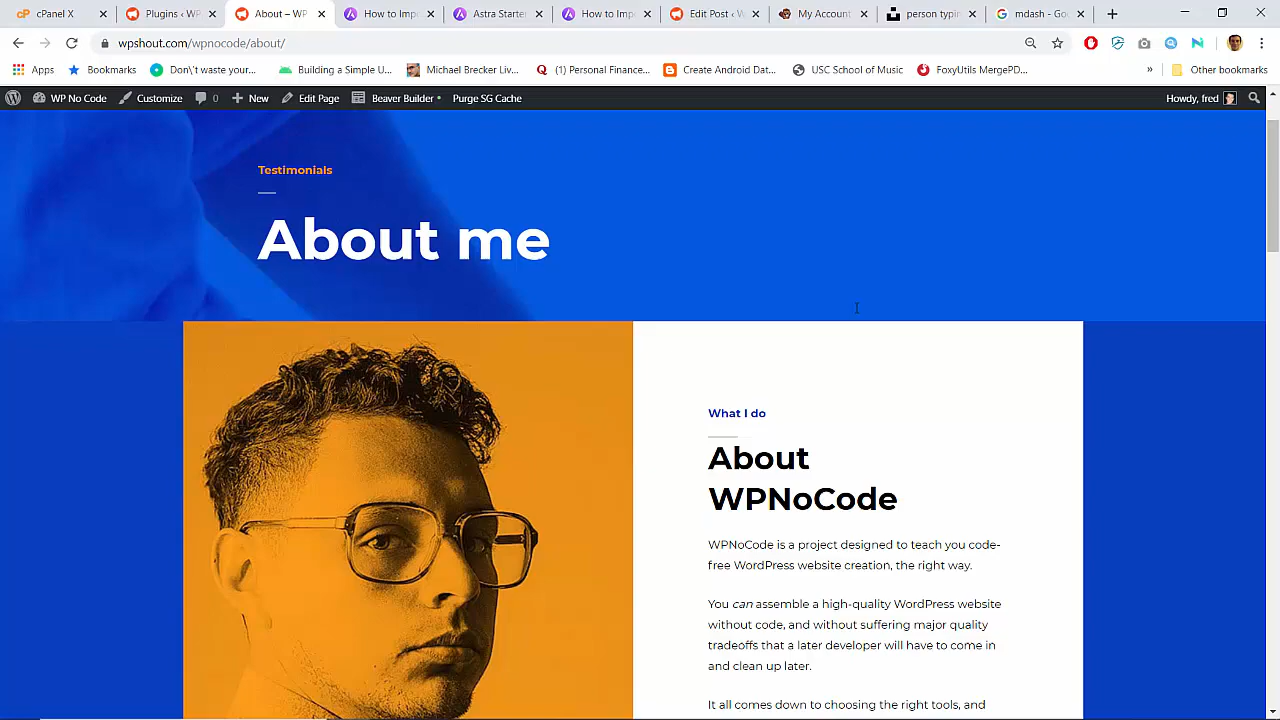 cPanel X
Plugins ‹ WP
About – WP
How to Impo
Astra Starte
How to Impo
Edit Post ‹ W
My Account
person typin
mdash - Goo
wpshout.com/wpnocode/about/
Apps
Bookmarks
Don\'t waste your...
Building a Simple U...
Michael Breker Liv...
(1) Personal Finance...
Create Android Dat...
USC School of Music
FoxyUtils MergePD...
»
Other bookmarks
WP No Code
Customize
0
New
Edit Page
Beaver Builder
Purge SG Cache
Howdy, fred
Testimonials
About me
What I do
About
WPNoCode
WPNoCode is a project designed to teach you code-
free WordPress website creation, the right way.
You can assemble a high-quality WordPress website
without code, and without suffering major quality
tradeoffs that a later developer will have to come in
and clean up later.
It all comes down to choosing the right tools, and